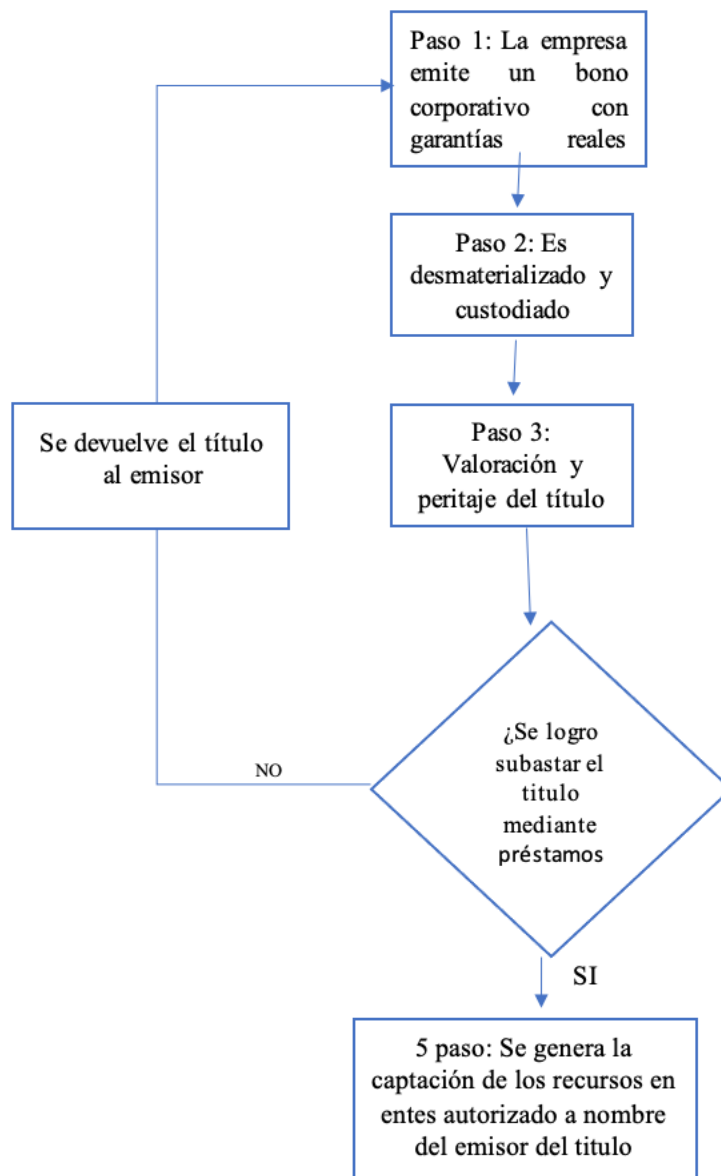 Paso 1: La empresa
emite un bono
corporativo con
garantías reales
Paso 2: Es
desmaterializado y
custodiado
Se devuelve el título
al emisor
Paso 3:
Valoración y
peritaje del título
¿Se logro
subastar el
titulo
mediante
préstamos
NO
SI
5 paso: Se genera la
captación de los recursos en
entes autorizado a nombre
del emisor del titulo